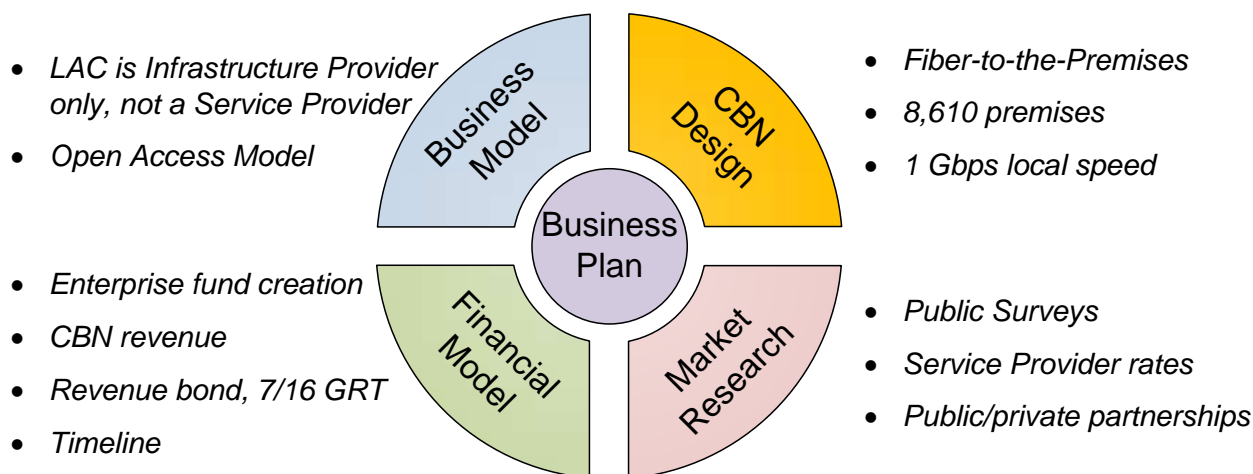 • LAC is Infrastructure Provider
only, not a Service Provider
• Open Access Model
Business
Model
CBN
Design
• Fiber-to-the-Premises
• 8,610 premises
• 1 Gbps local speed
Business
Plan
• Enterprise fund creation
• CBN revenue
• Revenue bond, 7/16 GRT
• Timeline
Financial
Model
Market
Research
• Public Surveys
• Service Provider rates
• Public/private partnerships